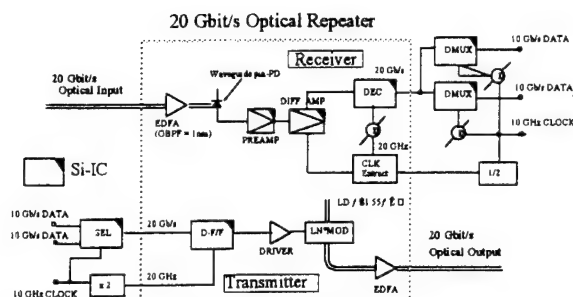 20 Gbit/s Optical Repeater
Receiver
20 Gbit/s
Optical Input
Waveguide pin-PD
EDFA
(OBPF = 1nm)
PREAMP
DIFF AMP
DEC
20 Gb/s
20 GHz
CLK
Extract
DMUX
DMUX
10 Gb/s DATA
10 Gb/s DATA
10 GHz CLOCK
1/2
Si-IC
10 Gb/s DATA
10 Gb/s DATA
SEL
20 Gb/s
D-F/F
DRIVER
LN-MOD
LD /
20 Gbit/s
Optical Output
10 GHz CLOCK
x 2
20 GHz
Transmitter
EDFA